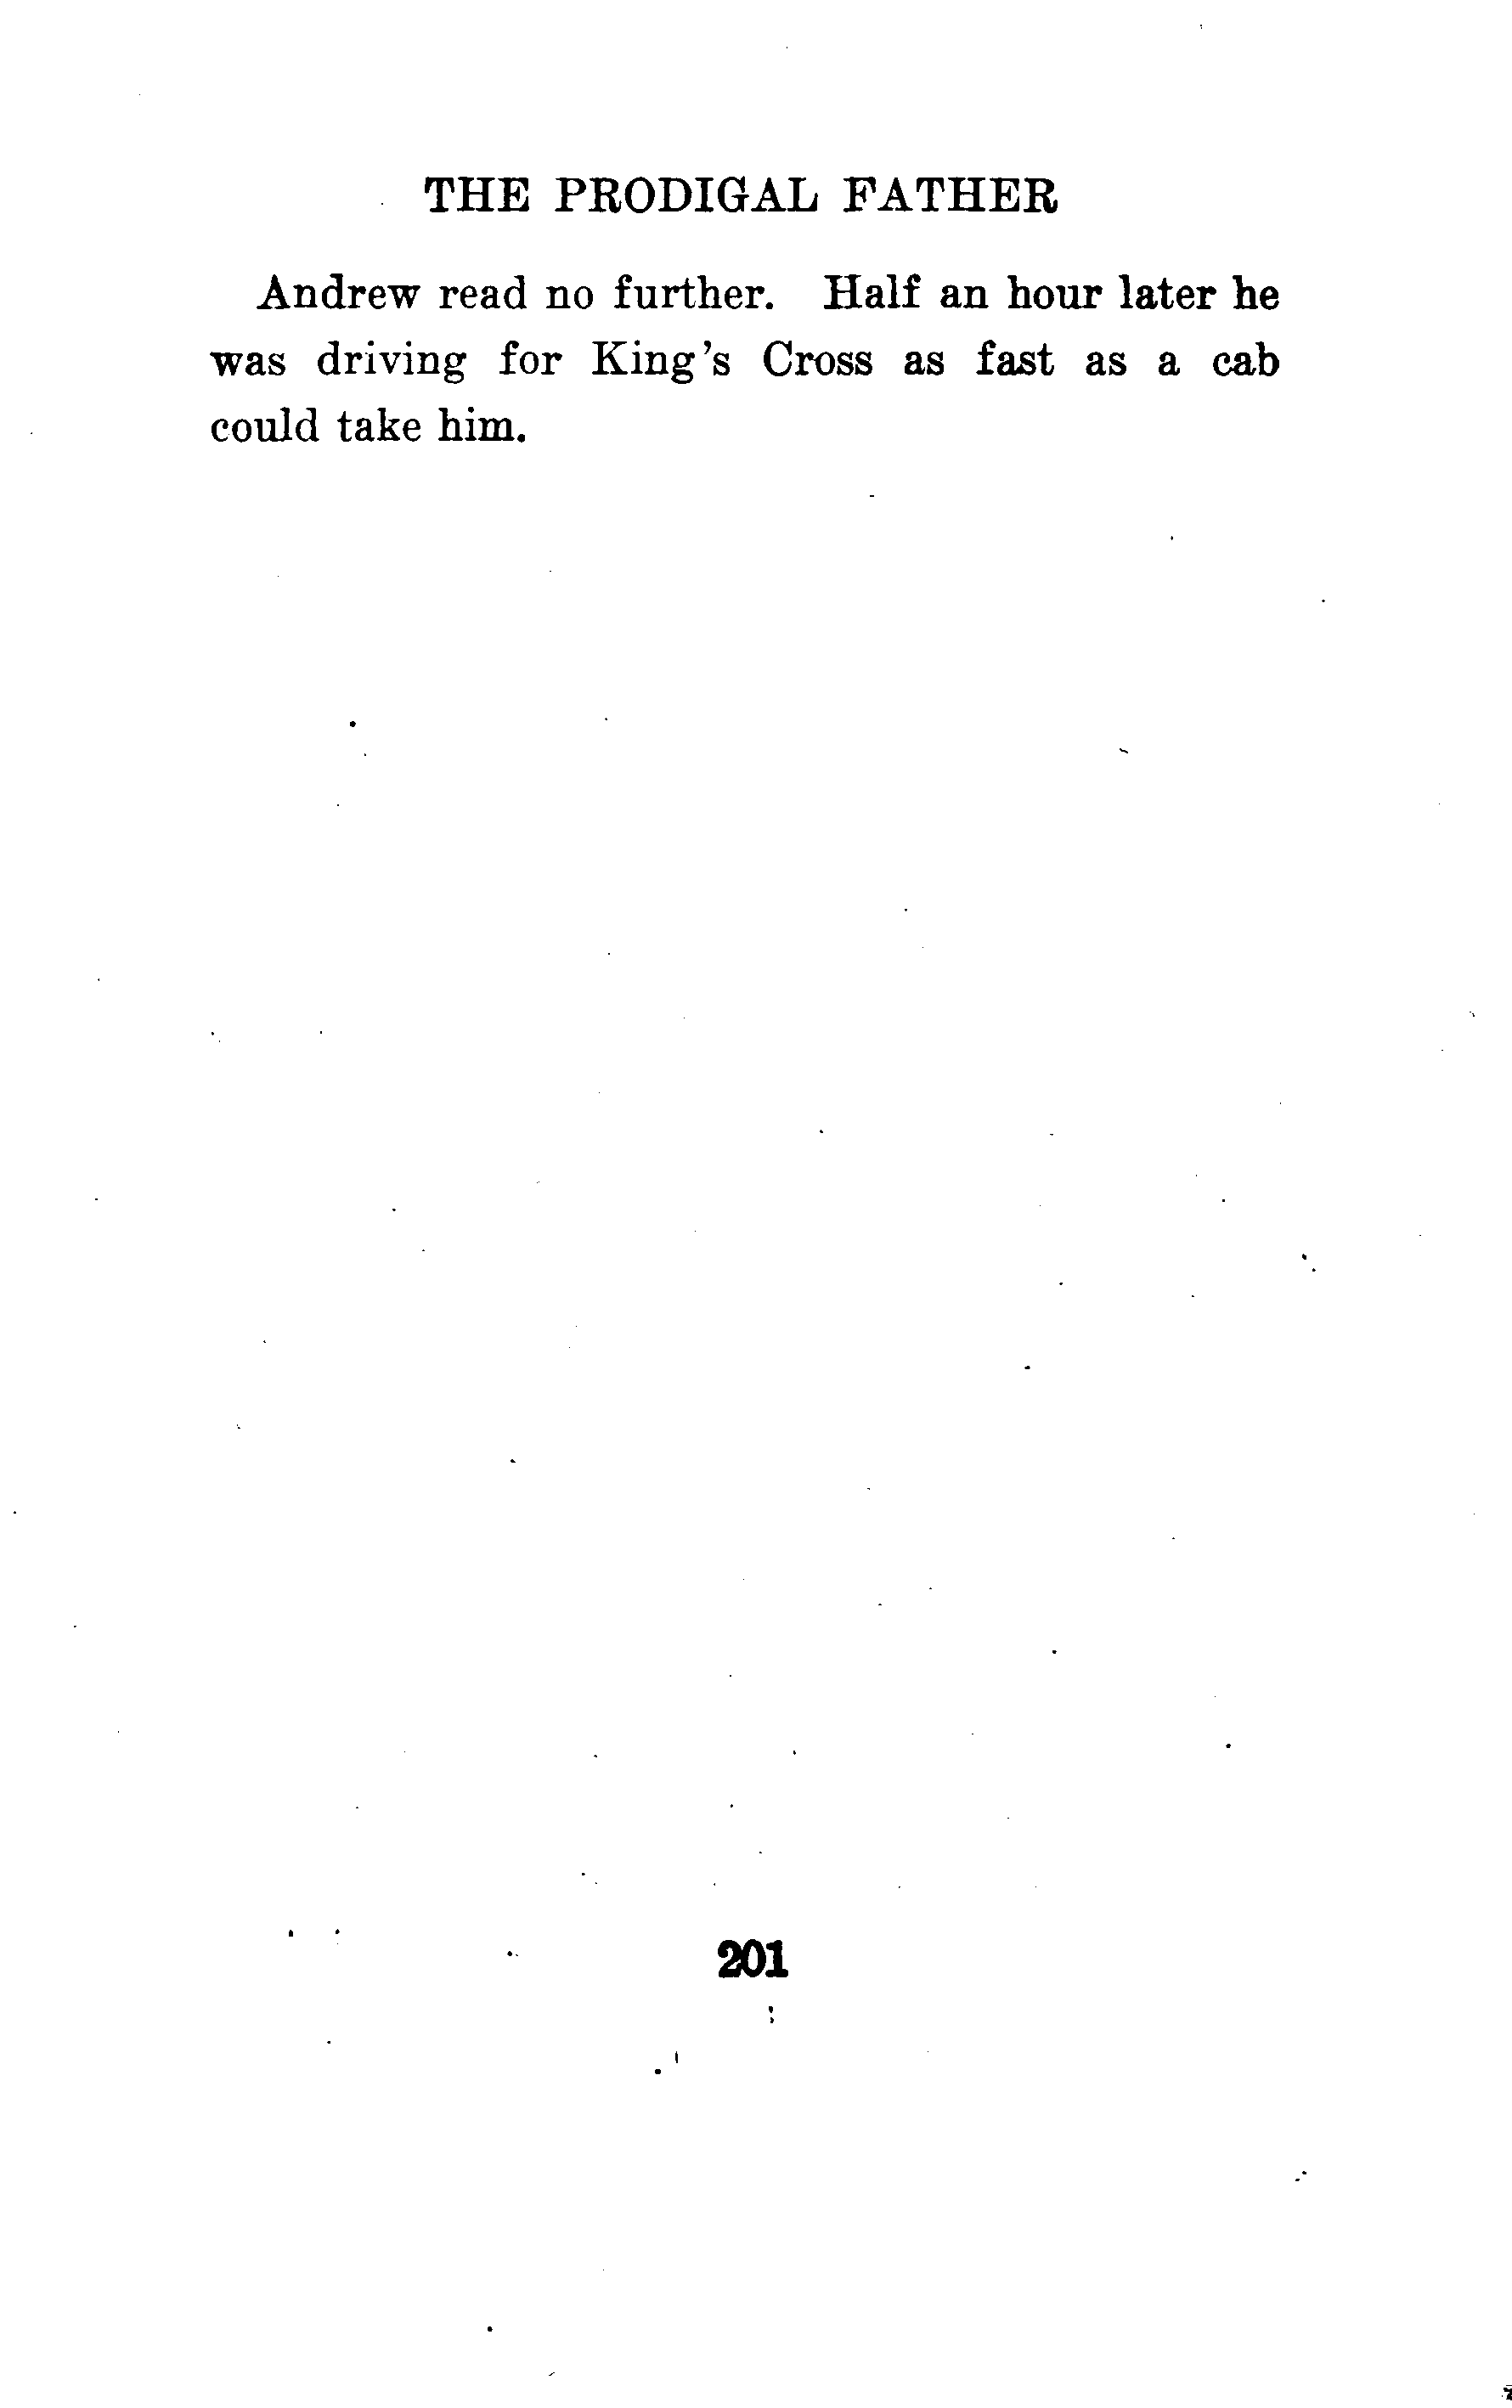 THE PRODIGAL FATHER
Andrew read no further. Half an hour later he
was driving for King's Cross as fast as a cab
could take him.
201